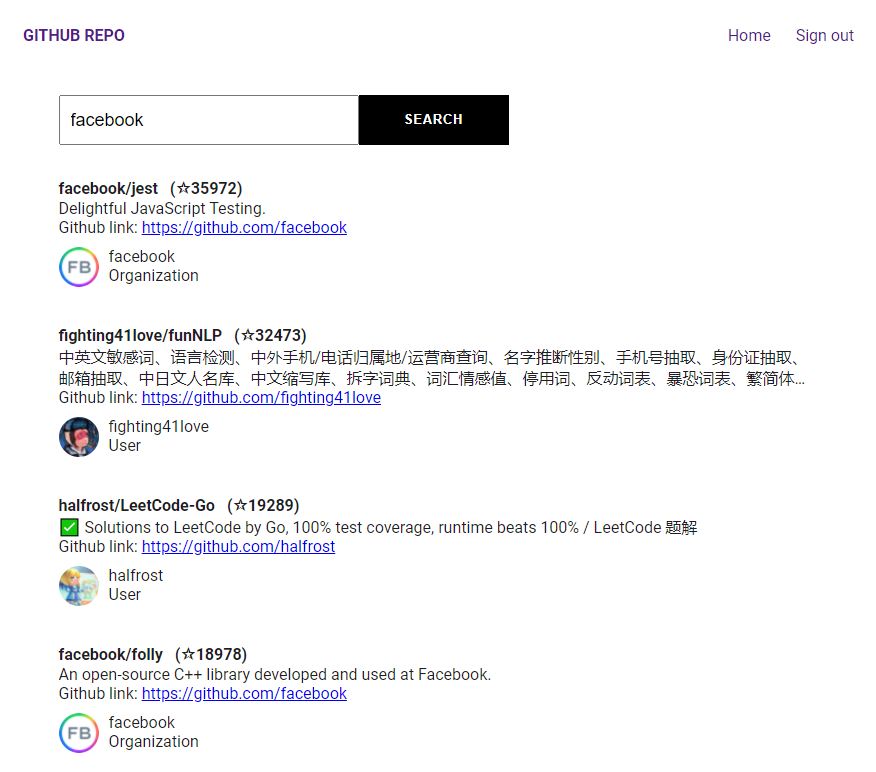 GITHUB REPO
Home Sign out
facebook SEARCH
facebook/jest (☆35972)
Delightful JavaScript Testing.
Github link: https://github.com/facebook
FB facebook
Organization
fighting41love/funNLP (☆32473)
中英文敏感词、语言检测、中外手机/电话归属地/运营商查询、名字推断性别、手机号抽取、身份证抽取、
邮箱抽取、中日文人名库、中文缩写库、拆字词典、词汇情感值、停用词、反动词表、暴恐词表、繁简体...
Github link: https://github.com/fighting41love
fighting41love
User
halfrost/LeetCode-Go (☆19289)
✅ Solutions to LeetCode by Go, 100% test coverage, runtime beats 100% / LeetCode 题解
Github link: https://github.com/halfrost
halfrost
User
facebook/folly (☆18978)
An open-source C++ library developed and used at Facebook.
Github link: https://github.com/facebook
FB facebook
Organization